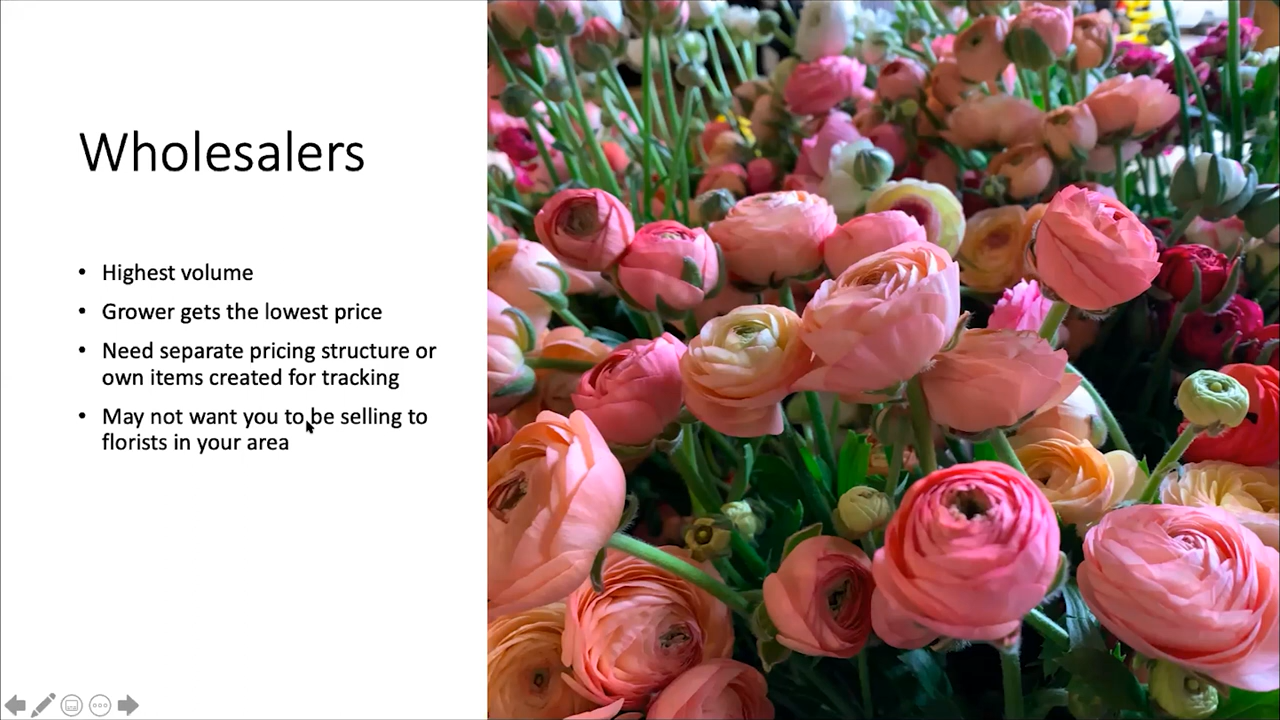 Wholesalers
• Highest volume
• Grower gets the lowest price
• Need separate pricing structure or
own items created for tracking
• May not want you to be selling to
florists in your area